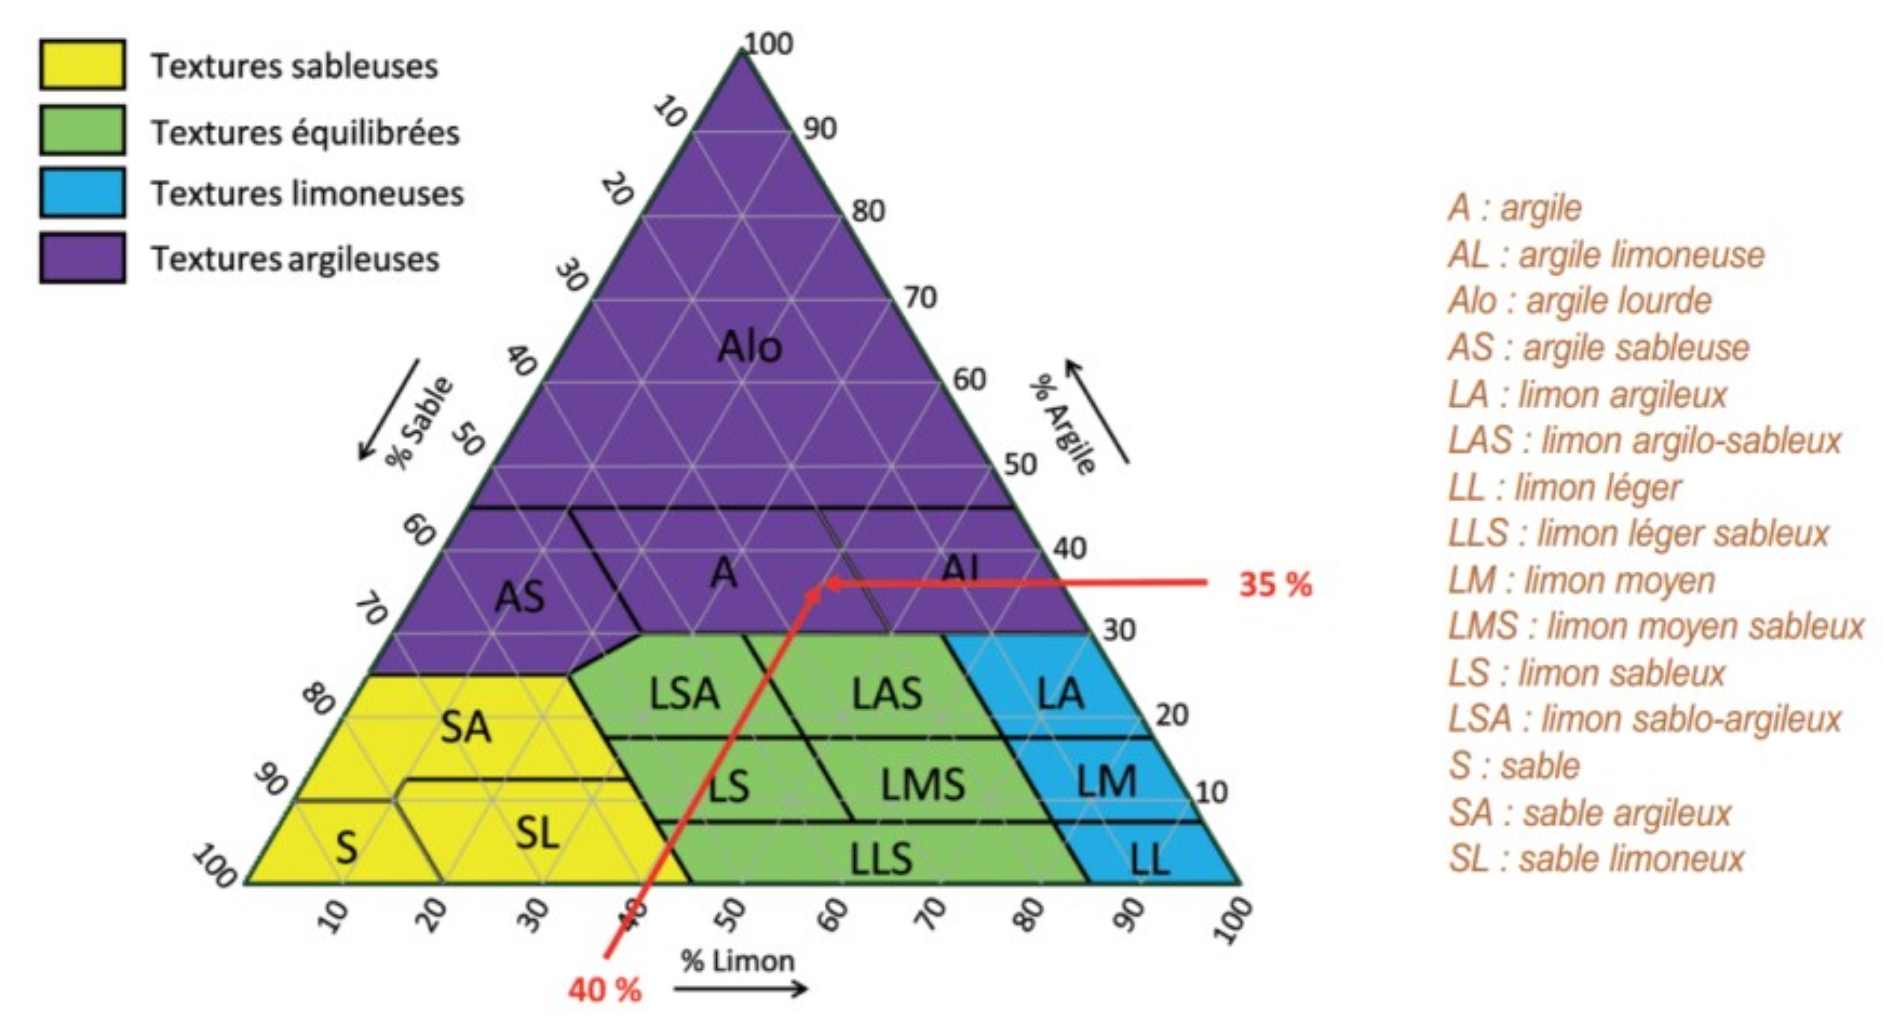 Textures sableuses
Textures équilibrées
Textures limoneuses
Textures argileuses
100
90
80
70
60
50
40
30
20
10
10
20
30
40
50
60
70
80
90
100
% Sable
% Argile
Alo
AS
A
AL
LSA
LAS
LA
SA
LS
LMS
LM
S
SL
LLS
LL
10
20
30
40
50
60
70
80
90
100
% Limon
35 %
40 %
A : argile
AL : argile limoneuse
Alo : argile lourde
AS : argile sableuse
LA : limon argileux
LAS : limon argilo-sableux
LL : limon léger
LLS : limon léger sableux
LM : limon moyen
LMS : limon moyen sableux
LS : limon sableux
LSA : limon sablo-argileux
S : sable
SA : sable argileux
SL : sable limoneux